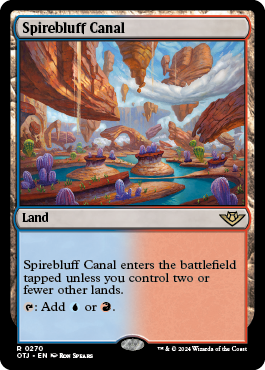 Spirebluff Canal
Land
Spirebluff Canal enters the battlefield
tapped unless you control two or
fewer other lands.
: Add or .
R 0270
OTJ • EN Ron Spears
™ & © 2024 Wizards of the Coast